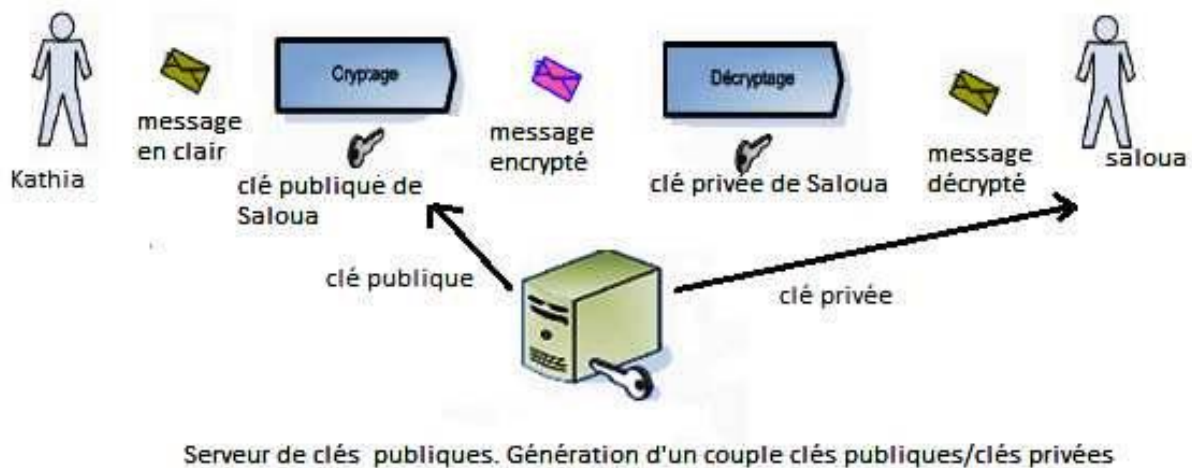 Cryptage
Décryptage
message
en clair
message
encrypté
message
décrypté
Kathia
saloua
clé publique de
Saloua
clé privée de Saloua
clé publique
clé privée
Serveur de clés publiques. Génération d'un couple clés publiques/clés privées